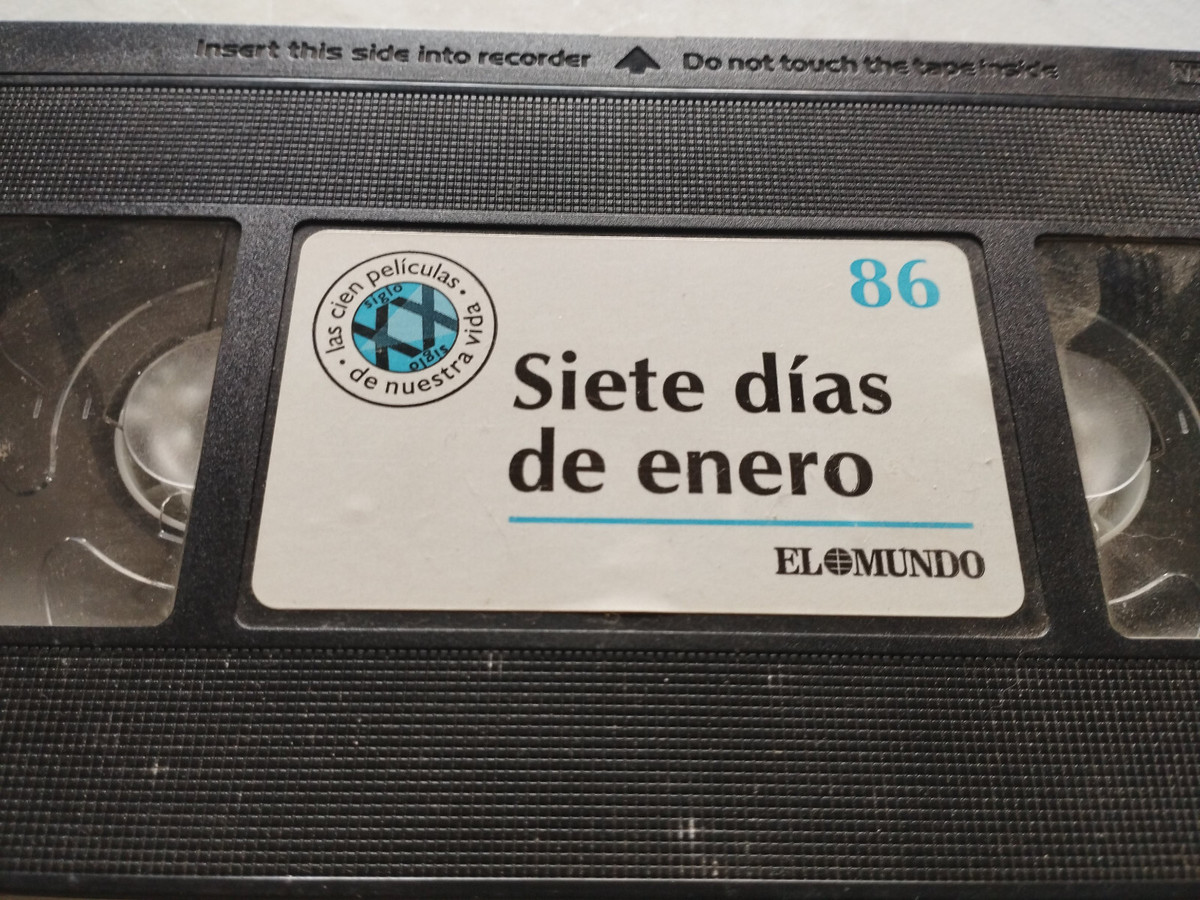 Insert this side into recorder Do not touch the tape inside
las cien películas · de nuestra vida ·
siglo
XX
siglo
86
Siete días
de enero
EL MUNDO